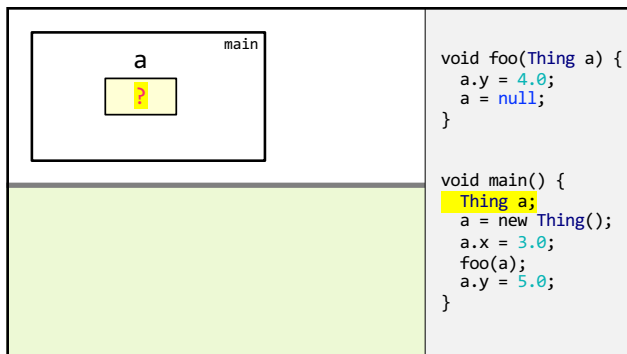 main
a
?
void foo(Thing a) {
  a.y = 4.0;
  a = null;
}
void main() {
  Thing a;
  a = new Thing();
  a.x = 3.0;
  foo(a);
  a.y = 5.0;
}